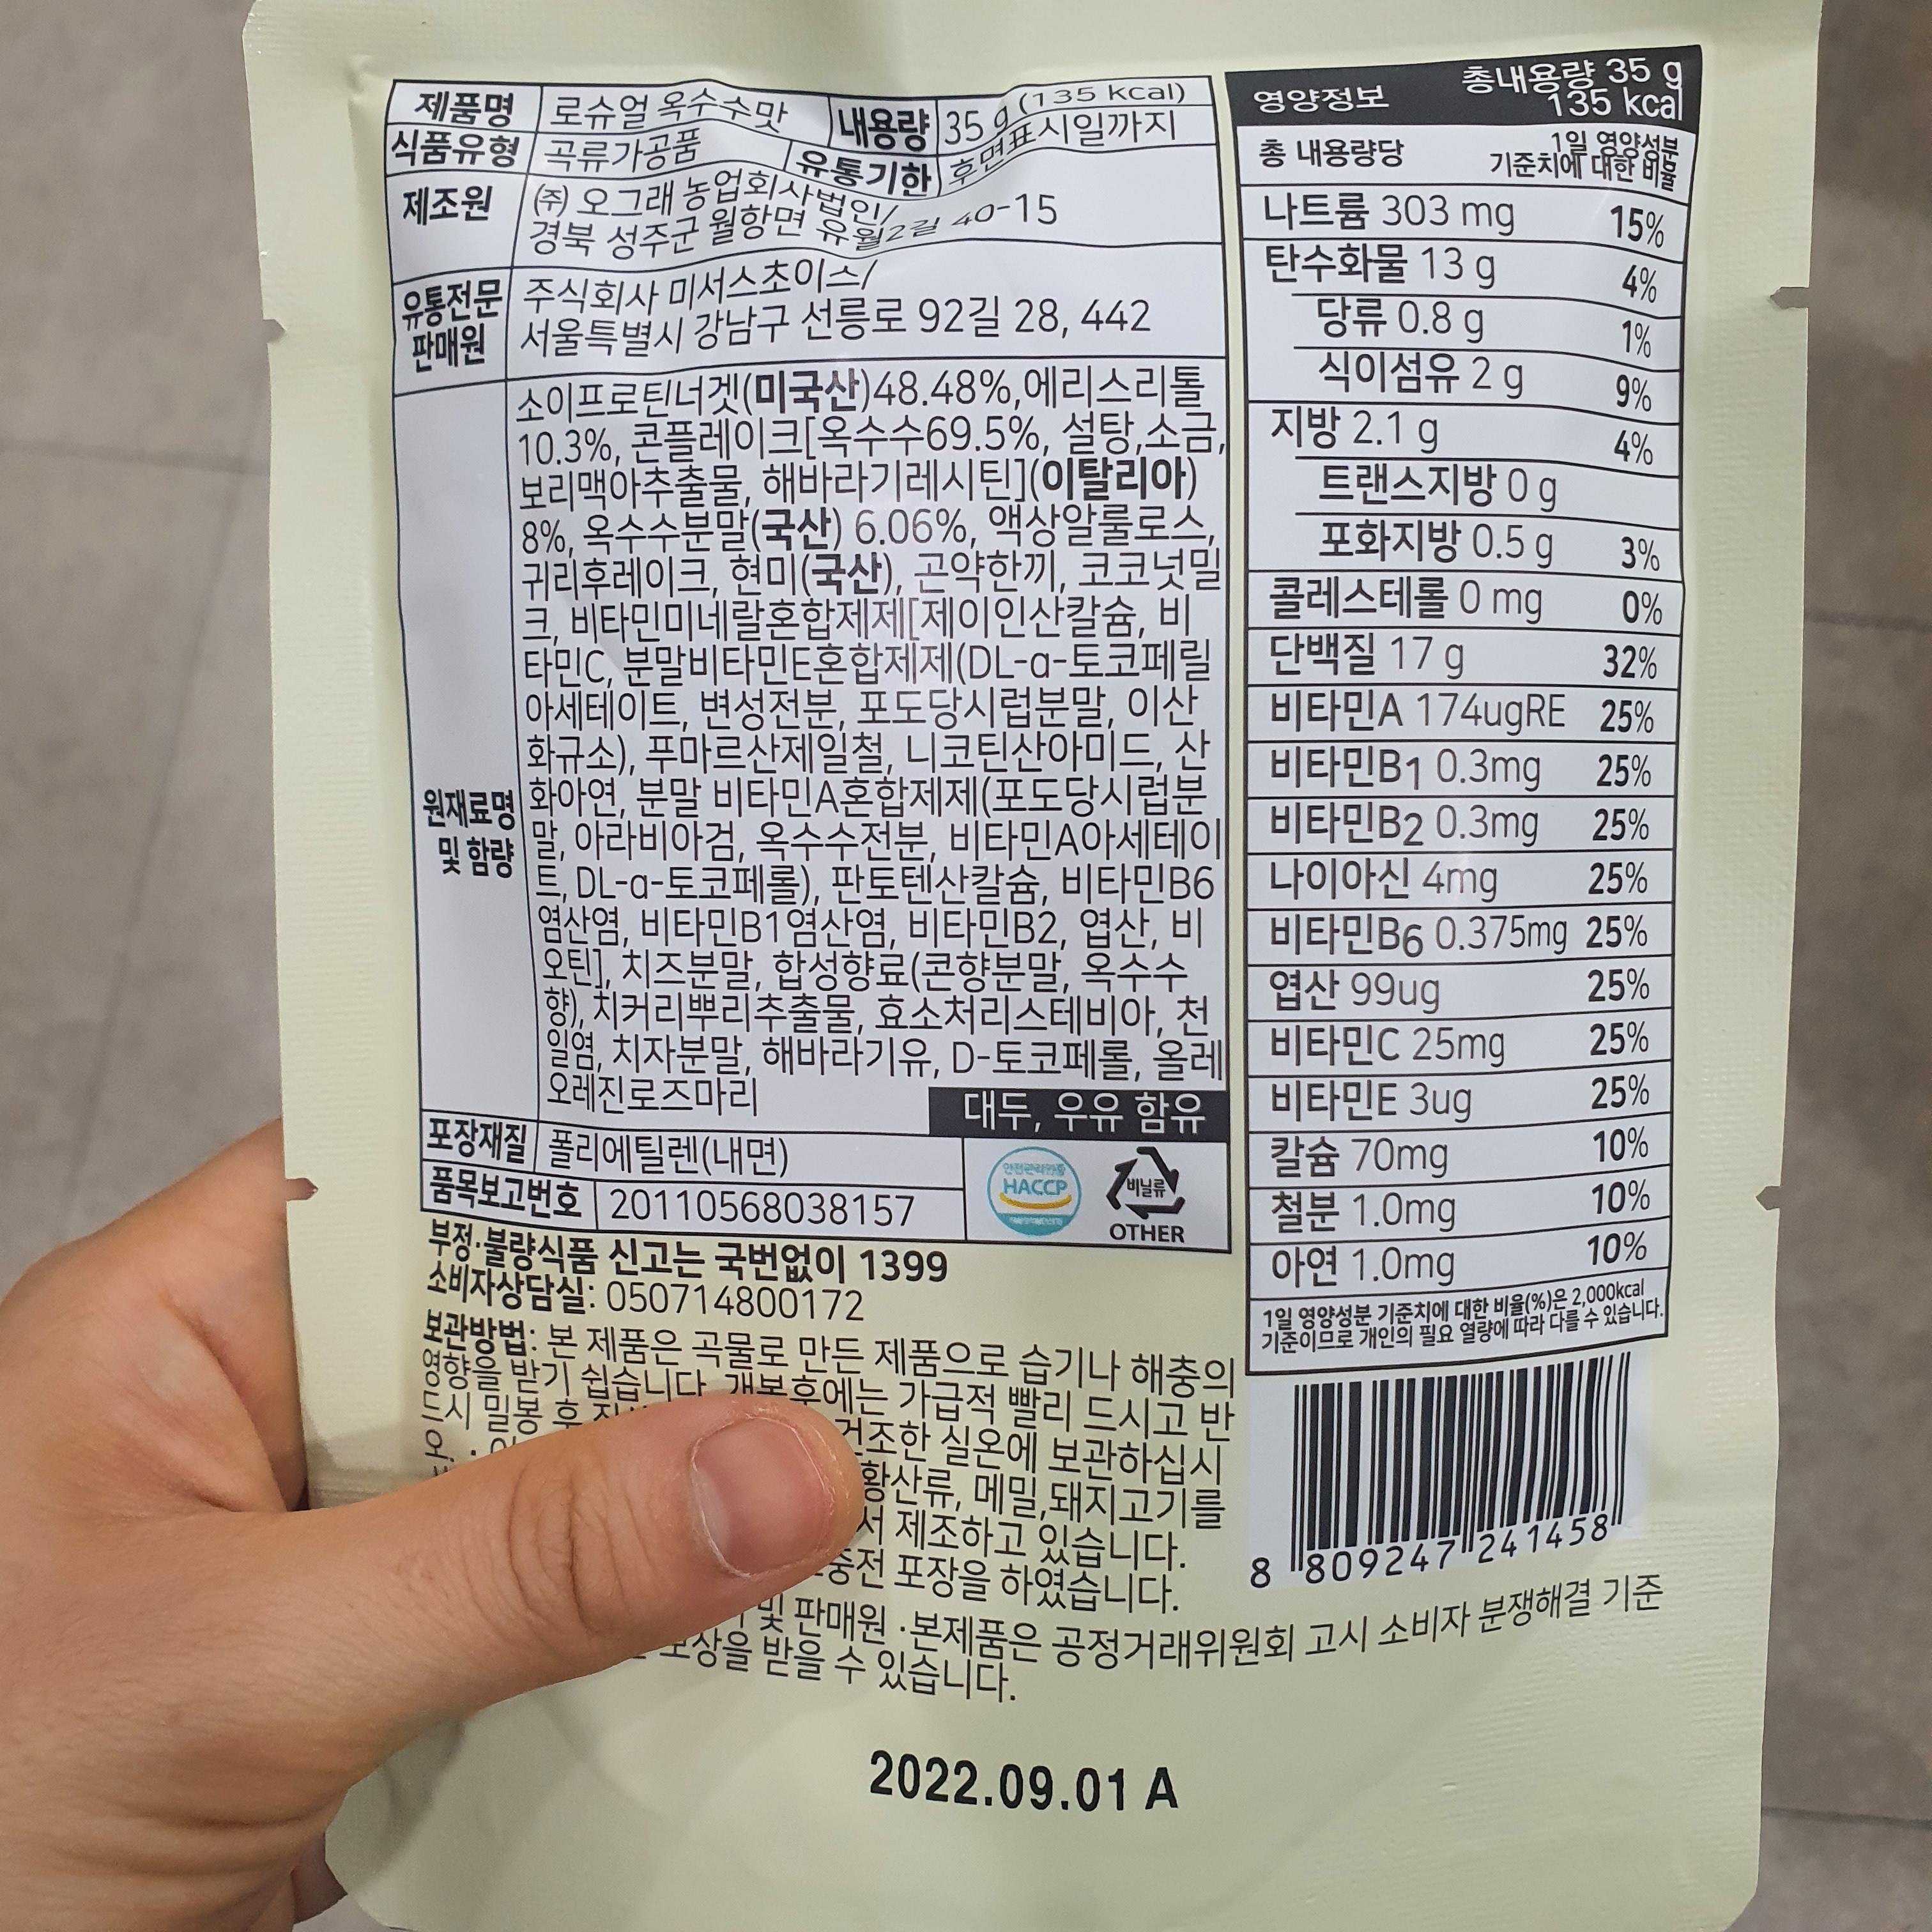 제품명 로슈얼 옥수수맛 내용량 35 g (135 kcal)
식품유형 곡류가공품 유통기한 후면표시일까지
제조원 ㈜ 오그래 농업회사법인/
경북 성주군 월항면 유월2길 40-15
유통전문 판매원 주식회사 미서스초이스/
서울특별시 강남구 선릉로 92길 28, 442
원재료명 및 함량
소이프로틴너겟(미국산)48.48%,에리스리톨
10.3%, 콘플레이크[옥수수69.5%, 설탕,소금,
보리맥아추출물, 해바라기레시틴](이탈리아)
8%, 옥수수분말(국산) 6.06%, 액상알룰로스,
귀리후레이크, 현미(국산), 곤약한끼, 코코넛밀
크, 비타민미네랄혼합제제[제이인산칼슘, 비
타민C, 분말비타민E혼합제제(DL-α-토코페릴
아세테이트, 변성전분, 포도당시럽분말, 이산
화규소), 푸마르산제일철, 니코틴산아미드, 산
화아연, 분말 비타민A혼합제제(포도당시럽분
말, 아라비아검, 옥수수전분, 비타민A아세테이
트, DL-α-토코페롤), 판토텐산칼슘, 비타민B6
염산염, 비타민B1염산염, 비타민B2, 엽산, 비
오틴], 치즈분말, 합성향료(콘향분말, 옥수수
향), 치커리뿌리추출물, 효소처리스테비아, 천
일염, 치자분말, 해바라기유, D-토코페롤, 올레
오레진로즈마리
대두, 우유 함유
포장재질 폴리에틸렌(내면)
품목보고번호 20110568038157
HACCP
비닐류
OTHER
부정·불량식품 신고는 국번없이 1399
소비자상담실: 050714800172
보관방법: 본 제품은 곡물로 만든 제품으로 습기나 해충의
영향을 받기 쉽습니다. 개봉후에는 가급적 빨리 드시고 반
드시 밀봉 후 건조한 실온에 보관하십시
오. 황산류, 메밀,돼지고기를
서 제조하고 있습니다.
충전 포장을 하였습니다.
및 판매원 ·본제품은 공정거래위원회 고시 소비자 분쟁해결 기준
보상을 받을 수 있습니다.
영양정보 총내용량 35 g
135 kcal
총 내용량당 1일 영양성분
기준치에 대한 비율
나트륨 303 mg 15%
탄수화물 13 g 4%
당류 0.8 g 1%
식이섬유 2 g 9%
지방 2.1 g 4%
트랜스지방 0 g
포화지방 0.5 g 3%
콜레스테롤 0 mg 0%
단백질 17 g 32%
비타민A 174ugRE 25%
비타민B1 0.3mg 25%
비타민B2 0.3mg 25%
나이아신 4mg 25%
비타민B6 0.375mg 25%
엽산 99ug 25%
비타민C 25mg 25%
비타민E 3ug 25%
칼슘 70mg 10%
철분 1.0mg 10%
아연 1.0mg 10%
1일 영양성분 기준치에 대한 비율(%)은 2,000kcal
기준이므로 개인의 필요 열량에 따라 다를 수 있습니다.
8 809247 241458
2022.09.01 A